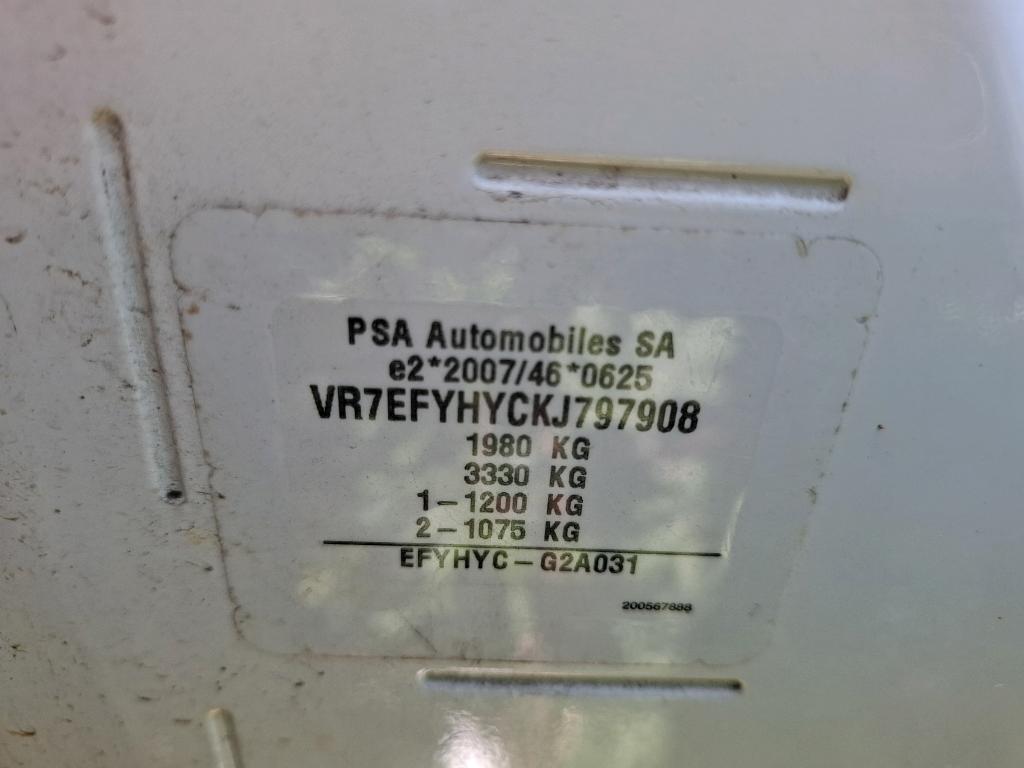 PSA Automobiles SA
e2*2007/46*0625
VR7EFYHYCKJ797908
1980 KG
3330 KG
1-1200 KG
2-1075 KG
EFYHYC-G2A031
200567888